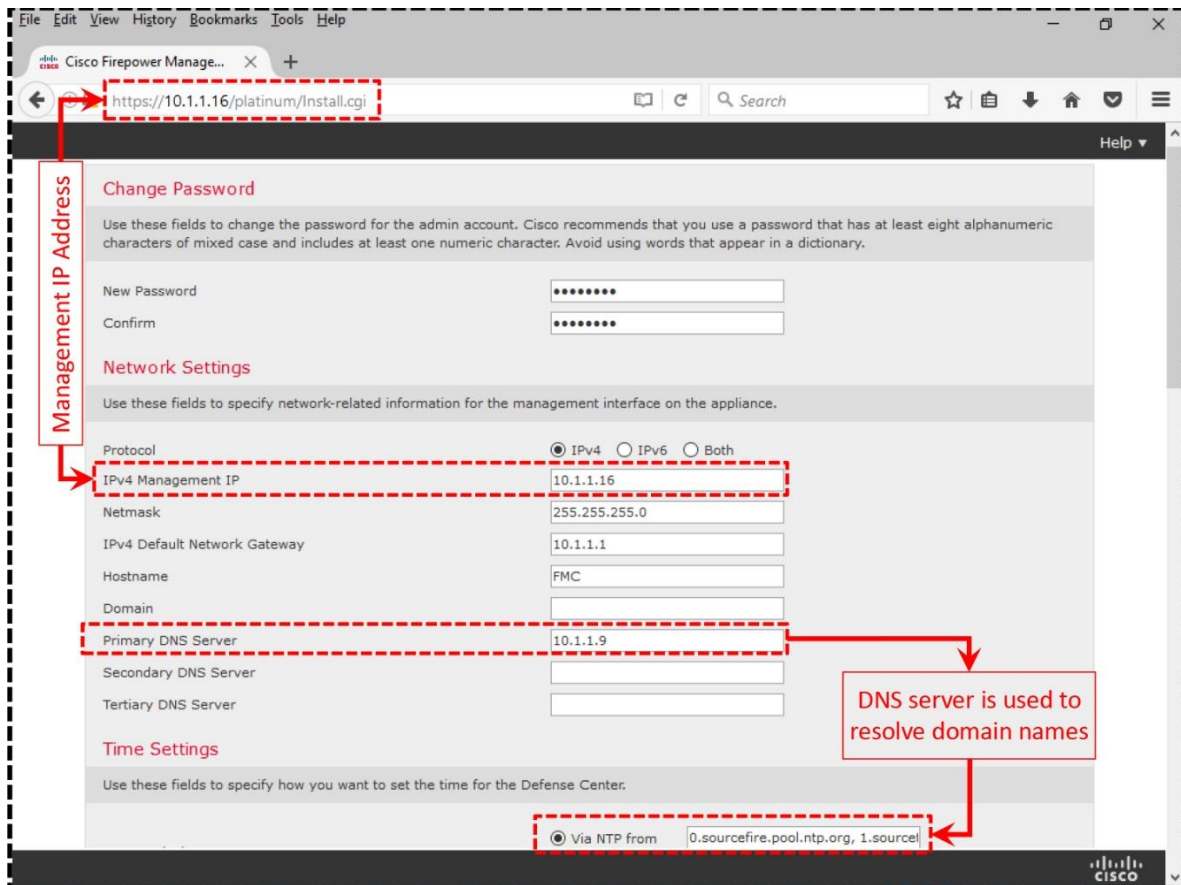 File Edit View History Bookmarks Tools Help
Cisco Firepower Manage...
https://10.1.1.16/platinum/Install.cgi
Search
Help
Management IP Address
Change Password
Use these fields to change the password for the admin account. Cisco recommends that you use a password that has at least eight alphanumeric
characters of mixed case and includes at least one numeric character. Avoid using words that appear in a dictionary.
New Password
Confirm
Network Settings
Use these fields to specify network-related information for the management interface on the appliance.
Protocol IPv4 IPv6 Both
IPv4 Management IP 10.1.1.16
Netmask 255.255.255.0
IPv4 Default Network Gateway 10.1.1.1
Hostname FMC
Domain
Primary DNS Server 10.1.1.9
Secondary DNS Server
Tertiary DNS Server
DNS server is used to
resolve domain names
Time Settings
Use these fields to specify how you want to set the time for the Defense Center.
Via NTP from 0.sourcefire.pool.ntp.org, 1.sourcef
CISCO